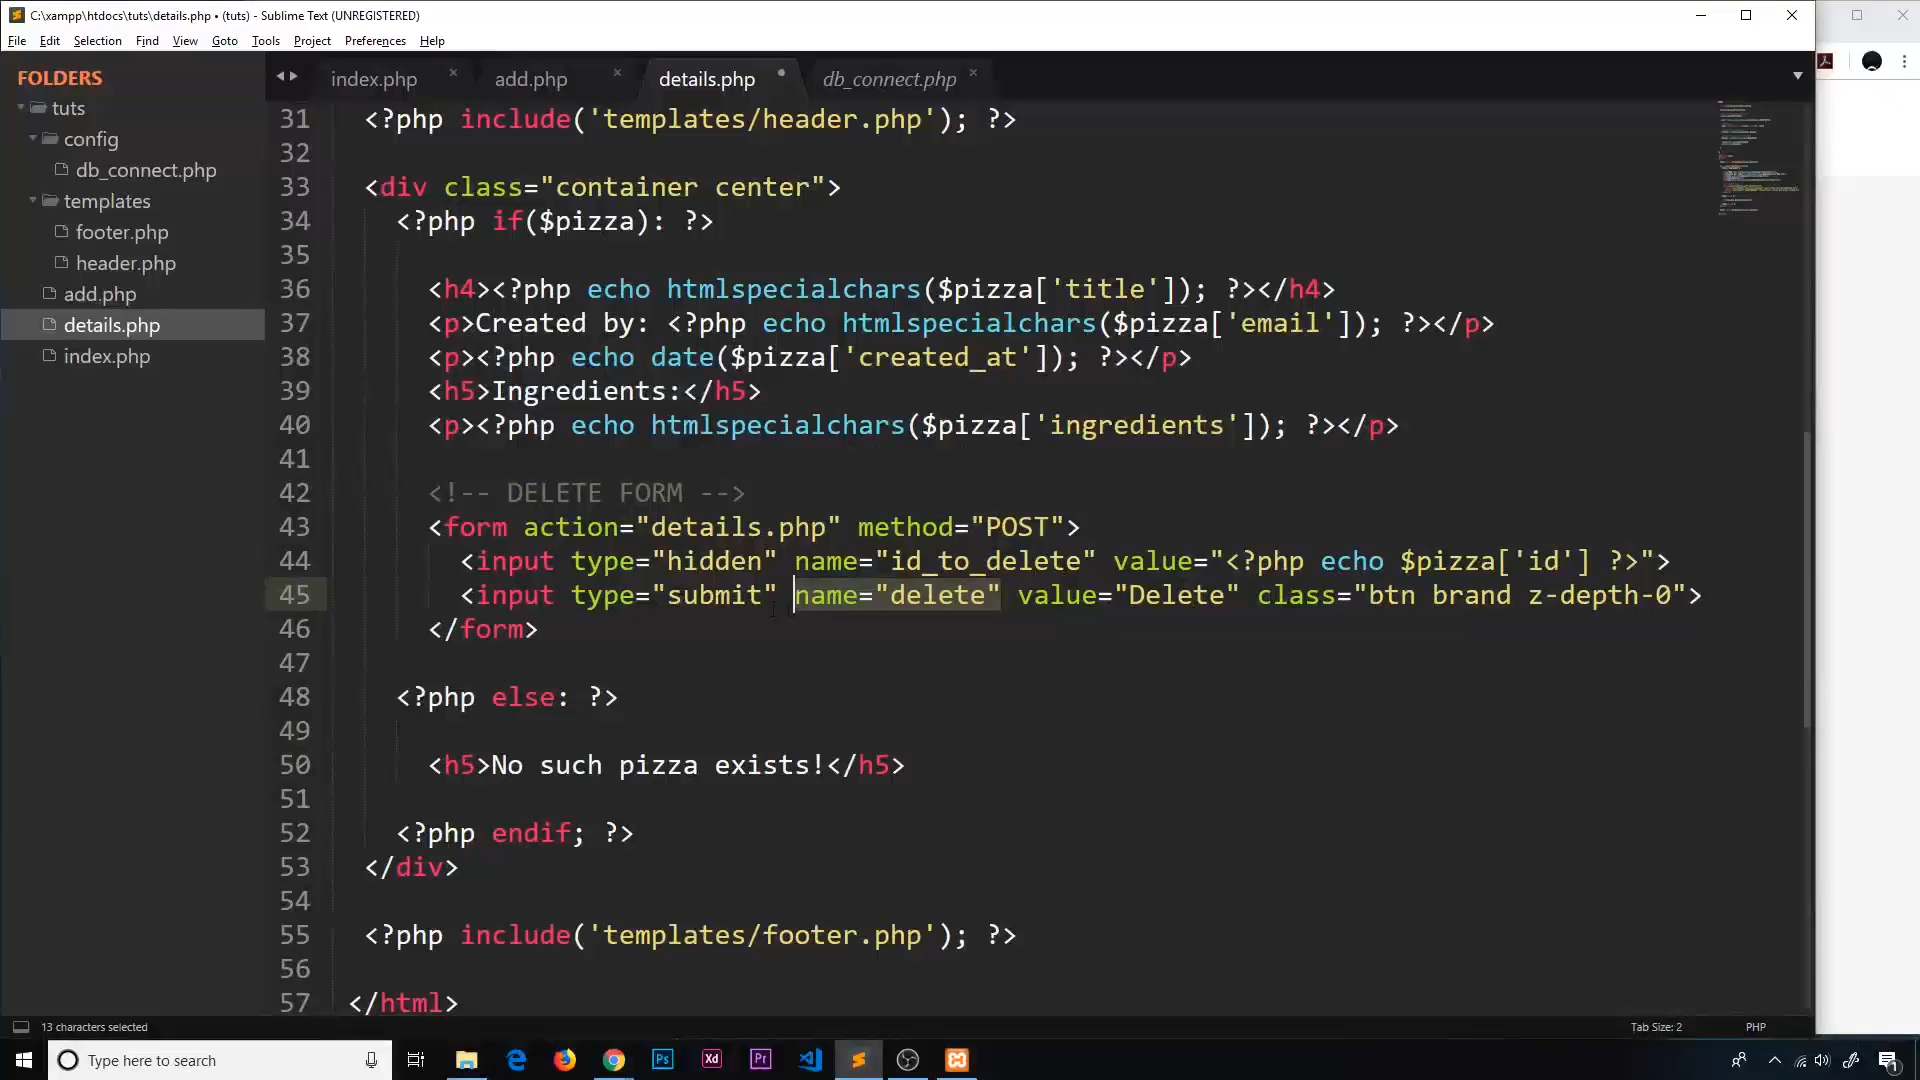 C:\xampp\htdocs\tuts\details.php • (tuts) - Sublime Text (UNREGISTERED)
File Edit Selection Find View Goto Tools Project Preferences Help
FOLDERS
tuts
config
db_connect.php
templates
footer.php
header.php
add.php
details.php
index.php
index.php × add.php × details.php • db_connect.php ×
31 <?php include('templates/header.php'); ?>
32
33 <div class="container center">
34 <?php if($pizza): ?>
35
36 <h4><?php echo htmlspecialchars($pizza['title']); ?></h4>
37 <p>Created by: <?php echo htmlspecialchars($pizza['email']); ?></p>
38 <p><?php echo date($pizza['created_at']); ?></p>
39 <h5>Ingredients:</h5>
40 <p><?php echo htmlspecialchars($pizza['ingredients']); ?></p>
41
42 <!-- DELETE FORM -->
43 <form action="details.php" method="POST">
44 <input type="hidden" name="id_to_delete" value="<?php echo $pizza['id'] ?>">
45 <input type="submit" name="delete" value="Delete" class="btn brand z-depth-0">
46 </form>
47
48 <?php else: ?>
49
50 <h5>No such pizza exists!</h5>
51
52 <?php endif; ?>
53 </div>
54
55 <?php include('templates/footer.php'); ?>
56
57 </html>
13 characters selected Tab Size: 2 PHP
Type here to search
Ps Xd Pr
1